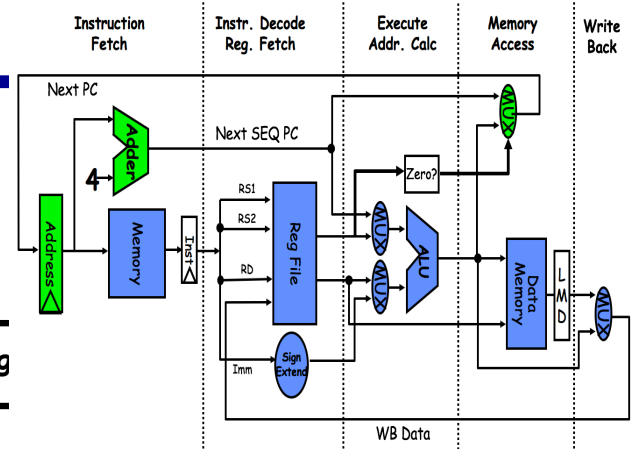 Instruction
Fetch
Instr. Decode
Reg. Fetch
Execute
Addr. Calc
Memory
Access
Write
Back
Next PC
Next SEQ PC
Adder
4
MUX
Zero?
RS1
RS2
RD
Imm
Address
Memory
Inst
Reg File
MUX
MUX
ALU
Sign
Extend
Data
Memory
L
M
D
MUX
WB Data
g